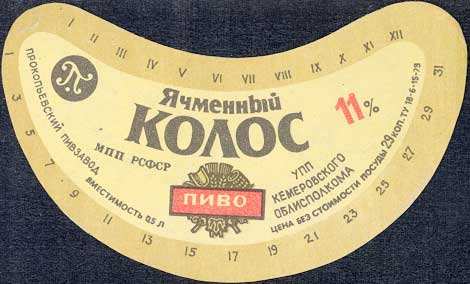 I II III IV V VI VII VIII IX X XI XII
П.
ПРОКОПЬЕВСКИЙ ПИВЗАВОД
Ячменный
КОЛОС
11%
МПП РСФСР
ВМЕСТИМОСТЬ 0,5 Л
ПИВО
УПП
КЕМЕРОВСКОГО
ОБЛИСПОЛКОМА
ЦЕНА БЕЗ СТОИМОСТИ ПОСУДЫ 29 КОП. ТУ 18-6-15-79
1 3 5 7 9 11 13 15 17 19 21 23 25 27 29 31